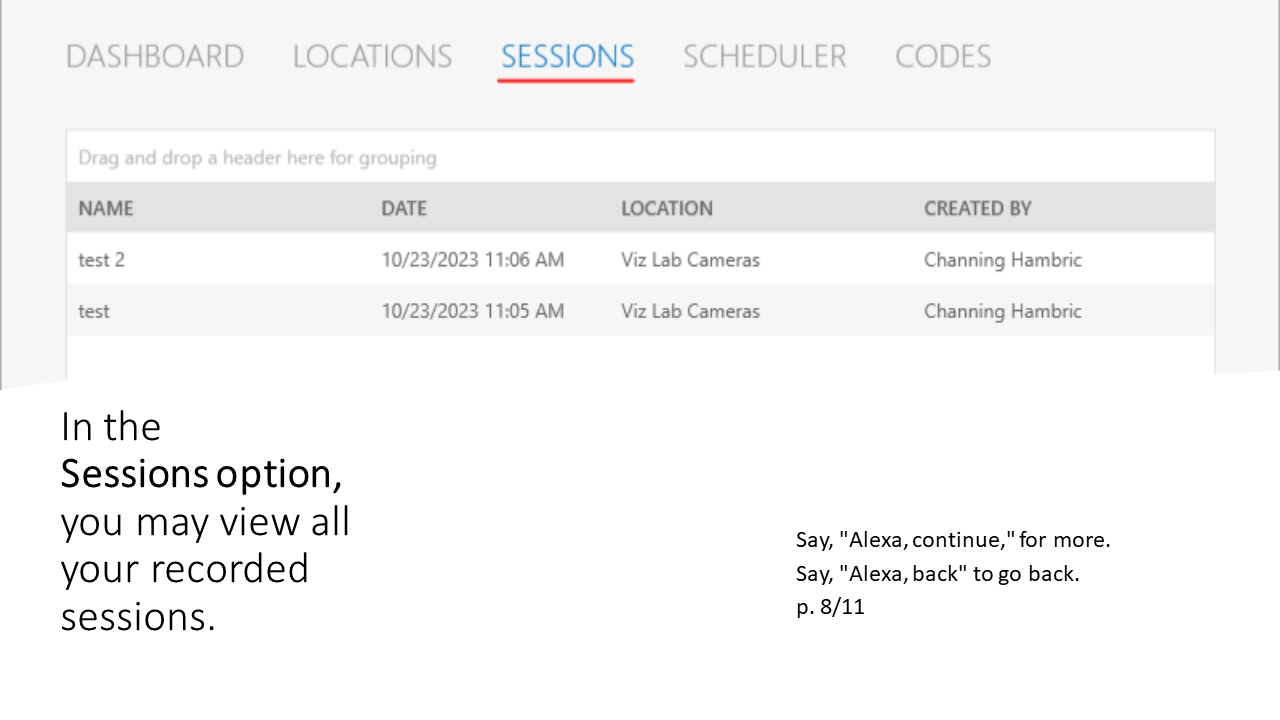 DASHBOARD LOCATIONS SESSIONS SCHEDULER CODES
Drag and drop a header here for grouping
NAME DATE LOCATION CREATED BY
test 2 10/23/2023 11:06 AM Viz Lab Cameras Channing Hambric
test 10/23/2023 11:05 AM Viz Lab Cameras Channing Hambric
In the
Sessions option,
you may view all
your recorded
sessions.
Say, "Alexa, continue," for more.
Say, "Alexa, back" to go back.
p. 8/11